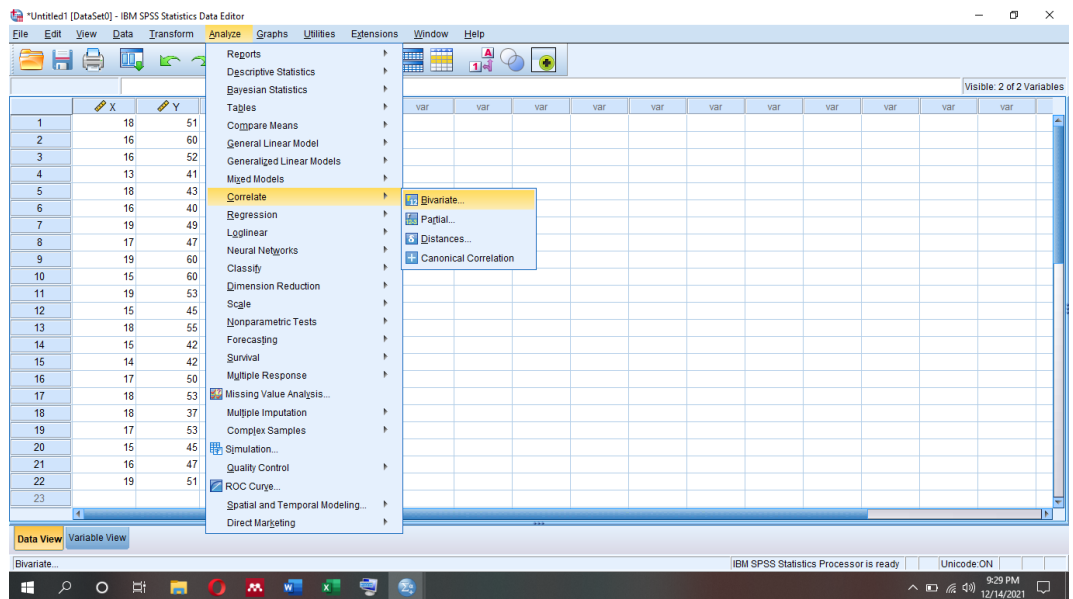 *Untitled1 [DataSet0] - IBM SPSS Statistics Data Editor
File Edit View Data Transform Analyze Graphs Utilities Extensions Window Help
Visible: 2 of 2 Variables
X Y var var var var var var var var var var var
1 18 51
2 16 60
3 16 52
4 13 41
5 18 43
6 16 40
7 19 49
8 17 47
9 19 60
10 15 60
11 19 53
12 15 45
13 18 55
14 15 42
15 14 42
16 17 50
17 18 53
18 18 37
19 17 53
20 15 45
21 16 47
22 19 51
23
Reports
Descriptive Statistics
Bayesian Statistics
Tables
Compare Means
General Linear Model
Generalized Linear Models
Mixed Models
Correlate
Regression
Loglinear
Neural Networks
Classify
Dimension Reduction
Scale
Nonparametric Tests
Forecasting
Survival
Multiple Response
Missing Value Analysis...
Multiple Imputation
Complex Samples
Simulation...
Quality Control
ROC Curve...
Spatial and Temporal Modeling...
Direct Marketing
Bivariate...
Partial...
Distances...
Canonical Correlation
Data View Variable View
Bivariate... IBM SPSS Statistics Processor is ready Unicode:ON
9:29 PM
12/14/2021